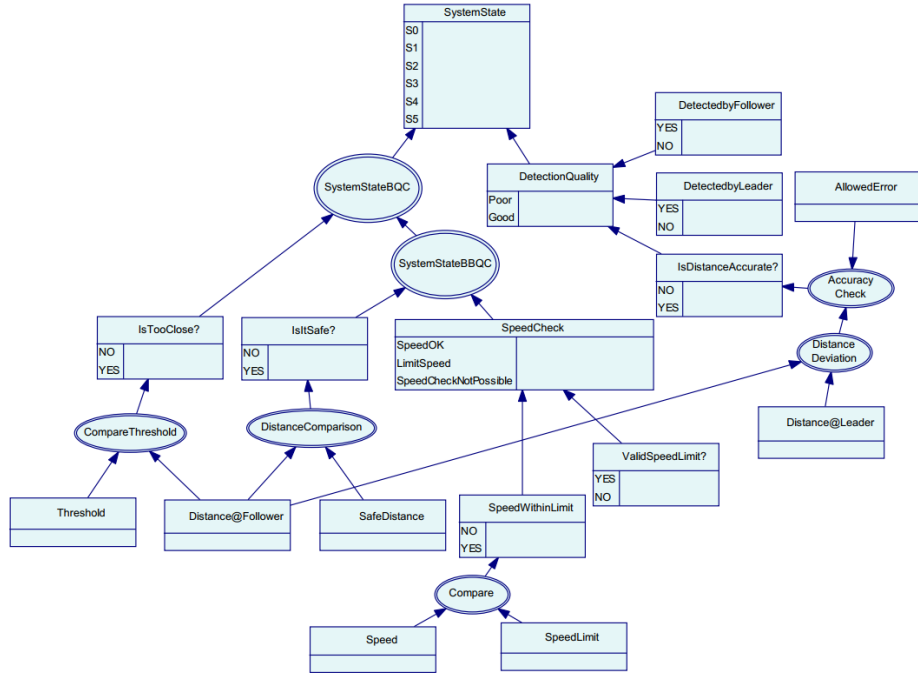 SystemState
S0
S1
S2
S3
S4
S5
DetectedbyFollower
YES
NO
SystemStateBQC
DetectionQuality
Poor
Good
DetectedbyLeader
YES
NO
AllowedError
SystemStateBBQC
IsDistanceAccurate?
NO
YES
Accuracy
Check
IsTooClose?
NO
YES
IsItSafe?
NO
YES
SpeedCheck
SpeedOK
LimitSpeed
SpeedCheckNotPossible
Distance
Deviation
CompareThreshold
DistanceComparison
Distance@Leader
ValidSpeedLimit?
YES
NO
Threshold
Distance@Follower
SafeDistance
SpeedWithinLimit
NO
YES
Compare
Speed
SpeedLimit